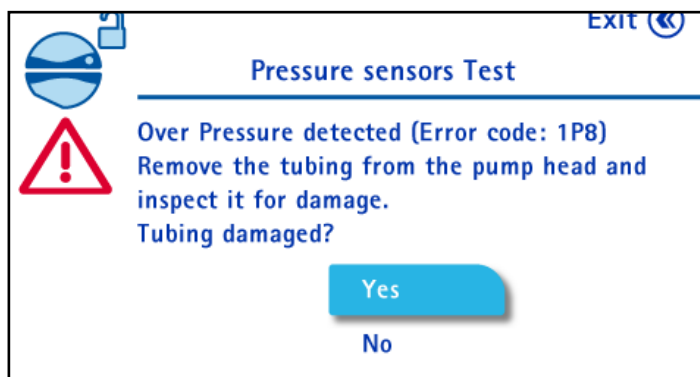 Exit
Pressure sensors Test
Over Pressure detected (Error code: 1P8)
Remove the tubing from the pump head and
inspect it for damage.
Tubing damaged?
Yes
No